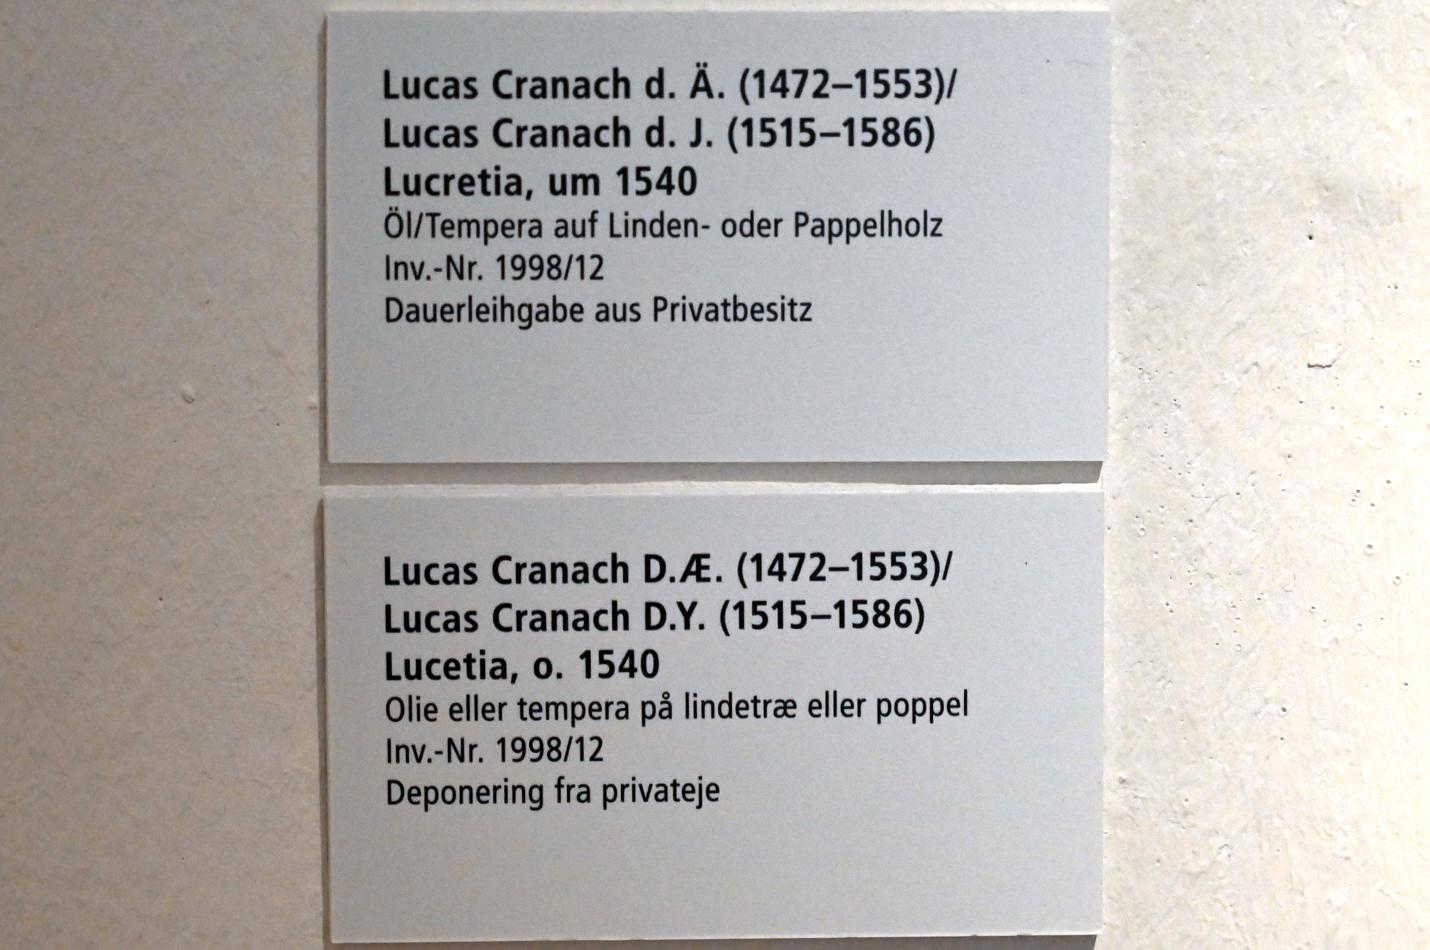 Lucas Cranach d. Ä. (1472–1553)/
Lucas Cranach d. J. (1515–1586)
Lucretia, um 1540
Öl/Tempera auf Linden- oder Pappelholz
Inv.-Nr. 1998/12
Dauerleihgabe aus Privatbesitz
Lucas Cranach D.Æ. (1472–1553)/
Lucas Cranach D.Y. (1515–1586)
Lucetia, o. 1540
Olie eller tempera på lindetræ eller poppel
Inv.-Nr. 1998/12
Deponering fra privateje